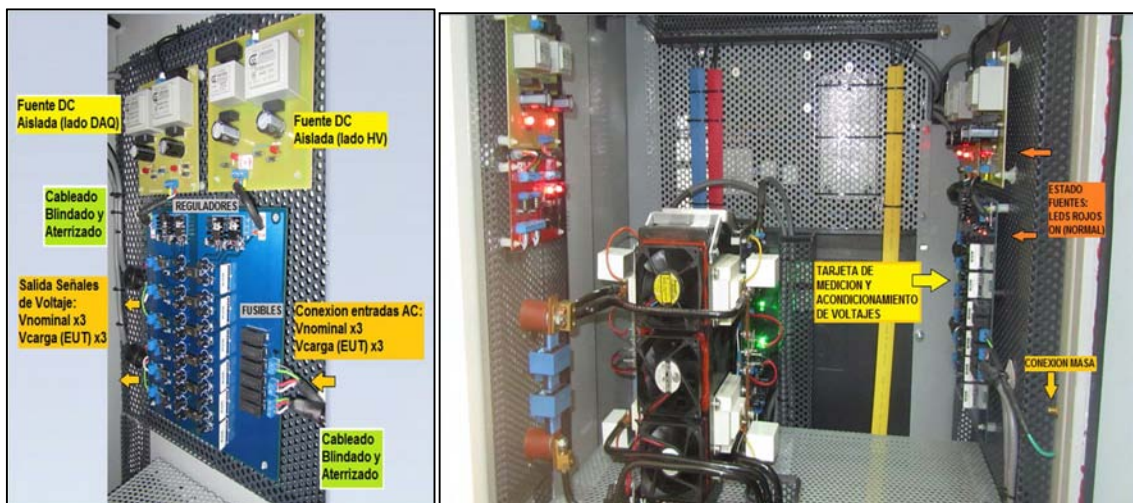 Fuente DC
Aislada (lado DAQ)
Fuente DC
Aislada (lado HV)
Cableado
Blindado y
Aterrizado
REGULADORES
Salida Señales
de Voltaje:
Vnominal x3
Vcarga (EUT) x3
FUSIBLES
Conexion entradas AC:
Vnominal x3
Vcarga (EUT) x3
Cableado
Blindado y
Aterrizado
ESTADO
FUENTES:
LEDS ROJOS
ON (NORMAL)
TARJETA DE
MEDICION Y
ACONDICIONAMIENTO
DE VOLTAJES
CONEXION MASA